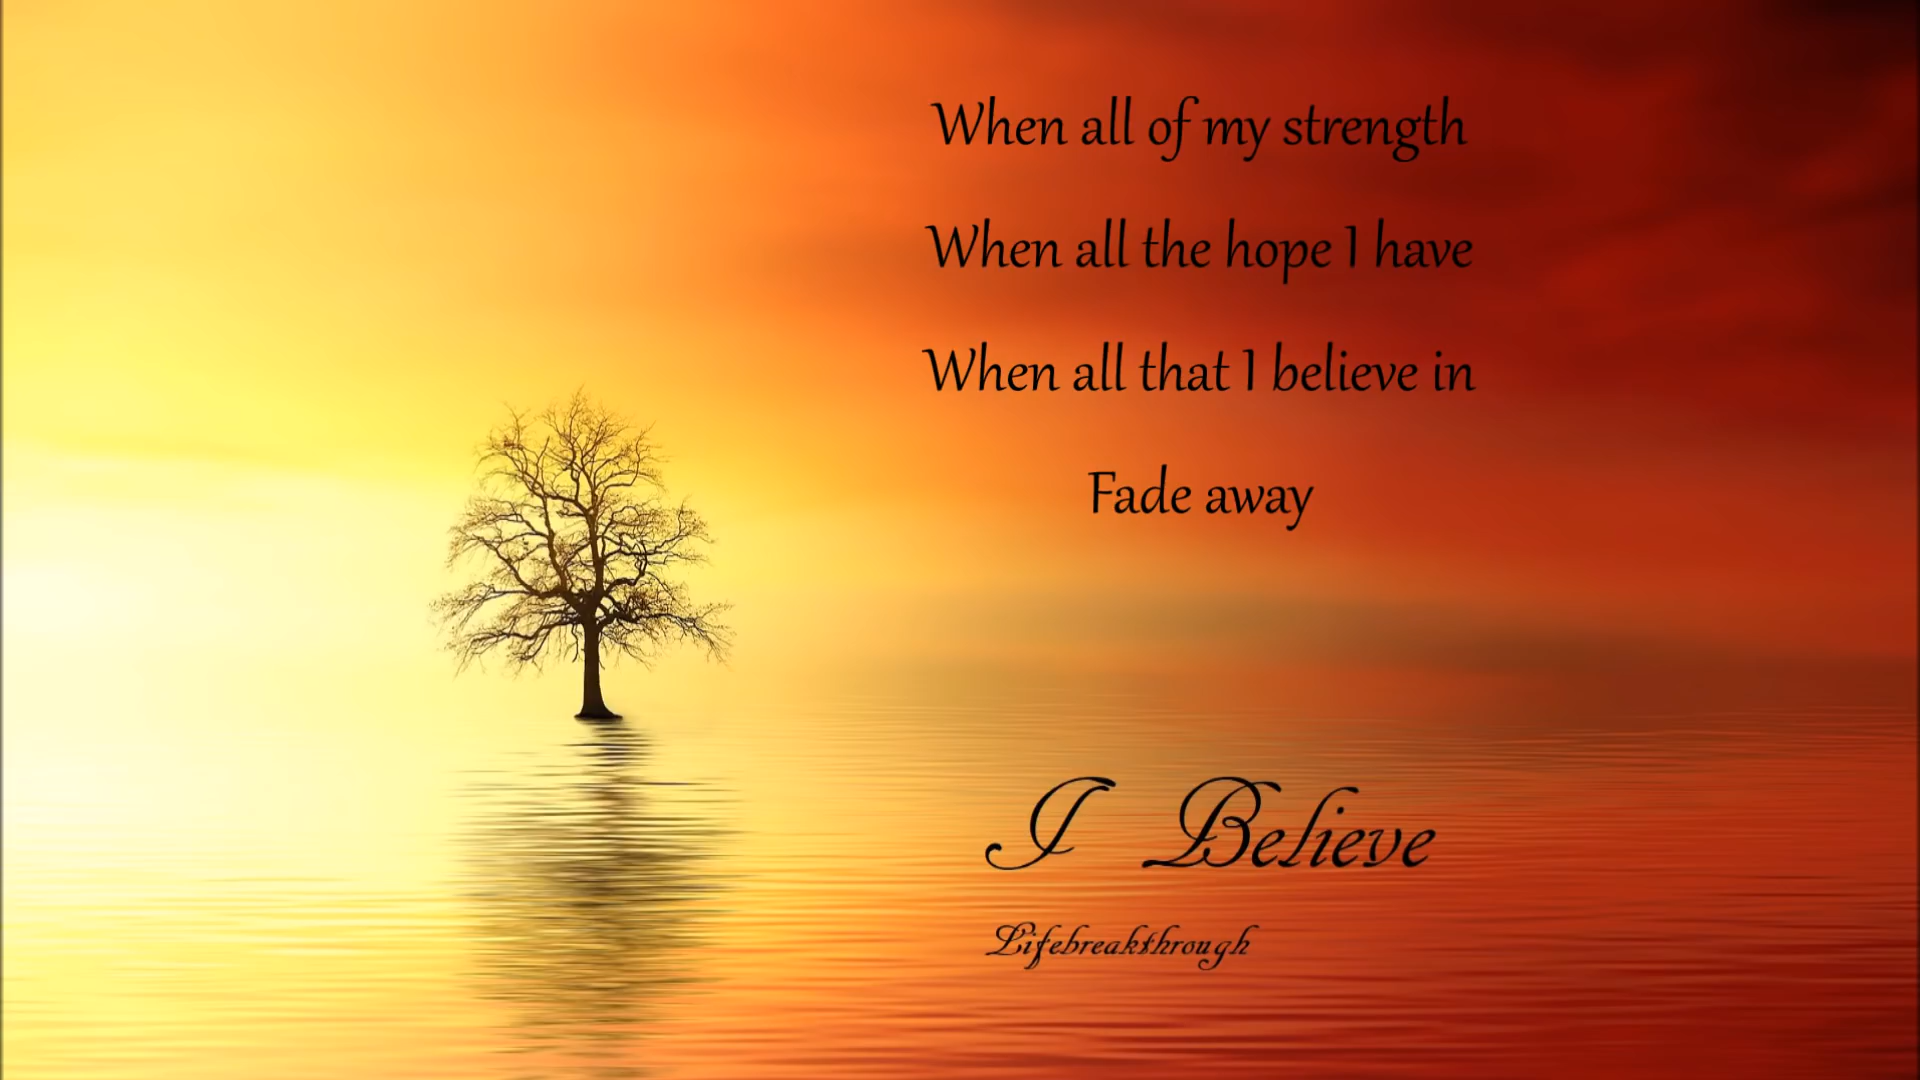 When all of my strength
When all the hope I have
When all that I believe in
Fade away
I Believe
Lifebreakthrough